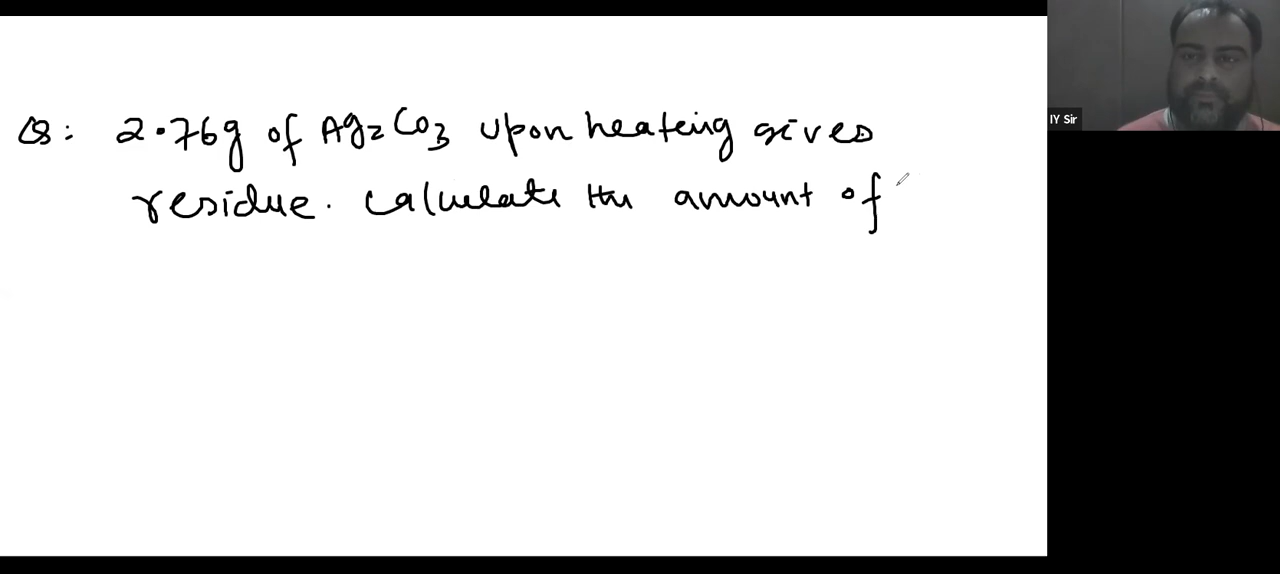 Q: 2.76g of Ag2CO3 upon heating gives
residue. Calculate the amount of
IY Sir